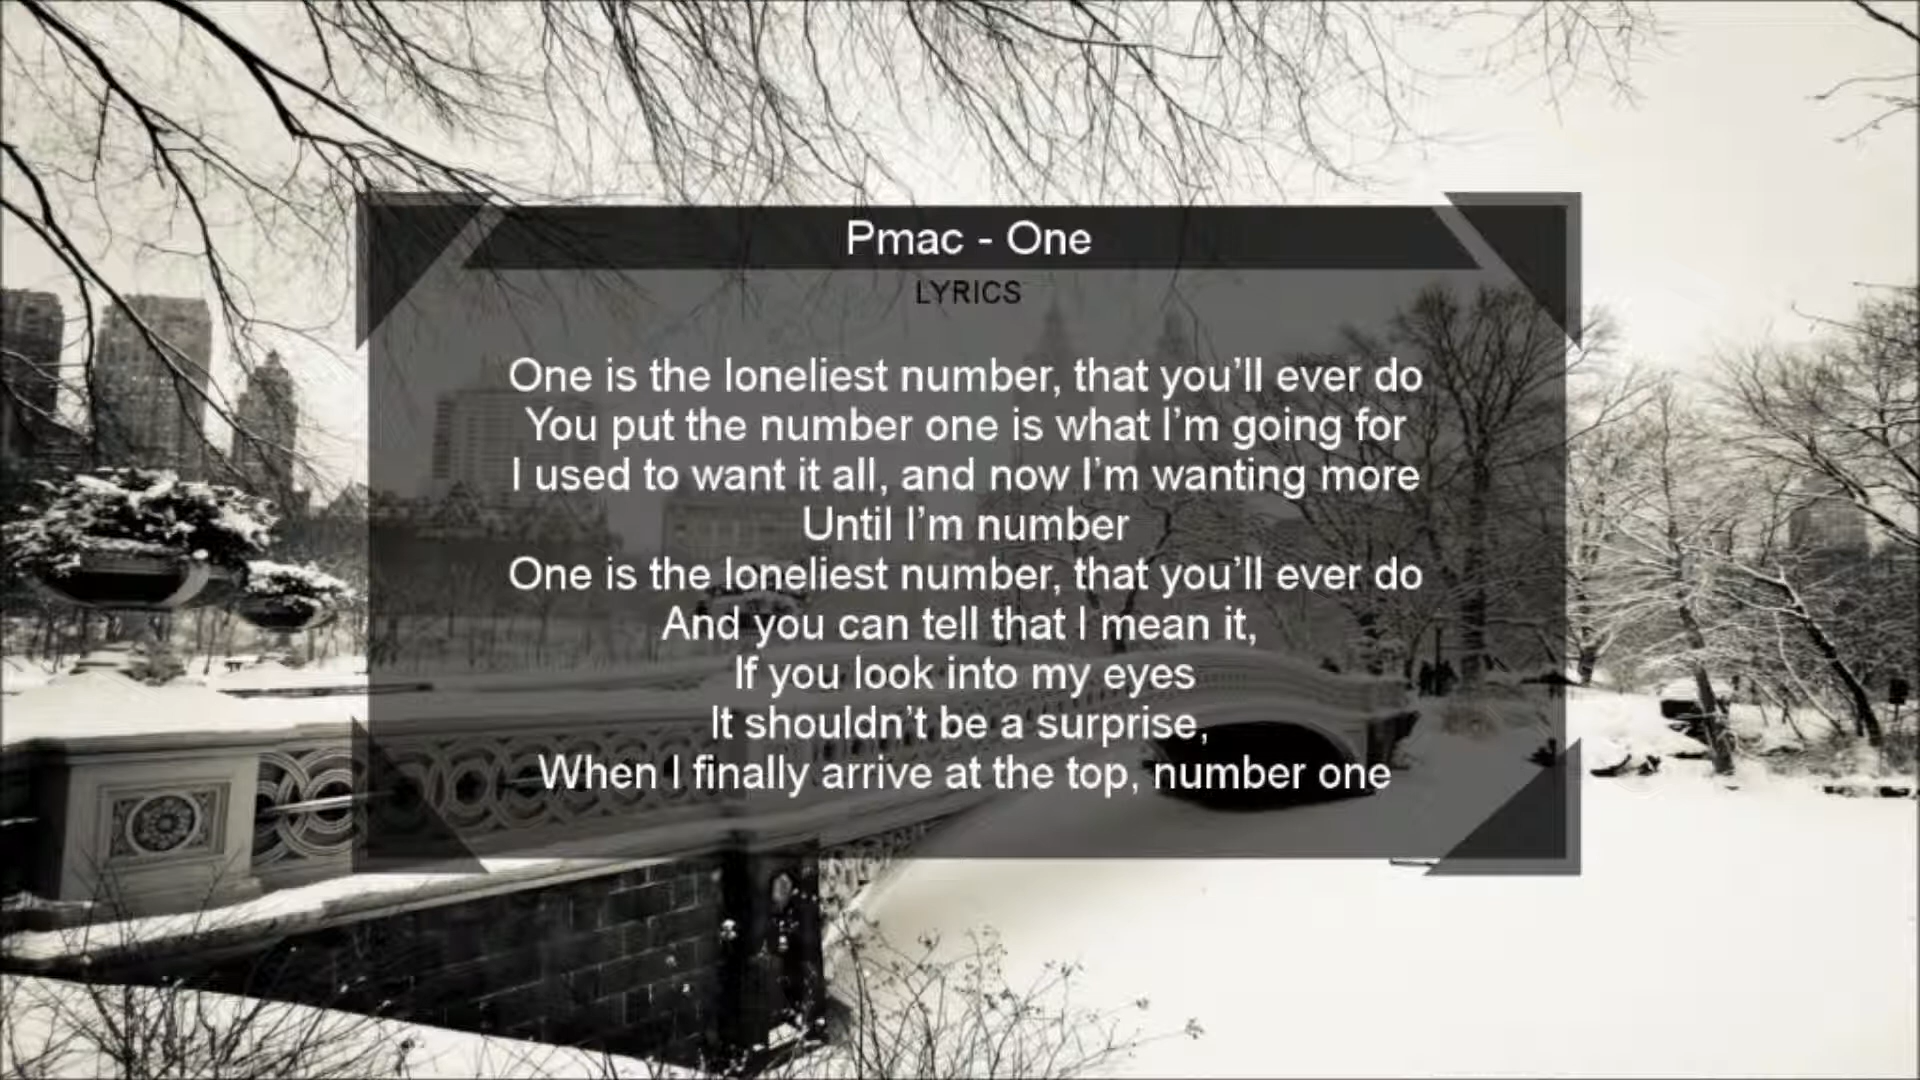 Pmac - One
LYRICS
One is the loneliest number, that you’ll ever do
You put the number one is what I’m going for
I used to want it all, and now I’m wanting more
Until I’m number
One is the loneliest number, that you’ll ever do
And you can tell that I mean it,
If you look into my eyes
It shouldn’t be a surprise,
When I finally arrive at the top, number one